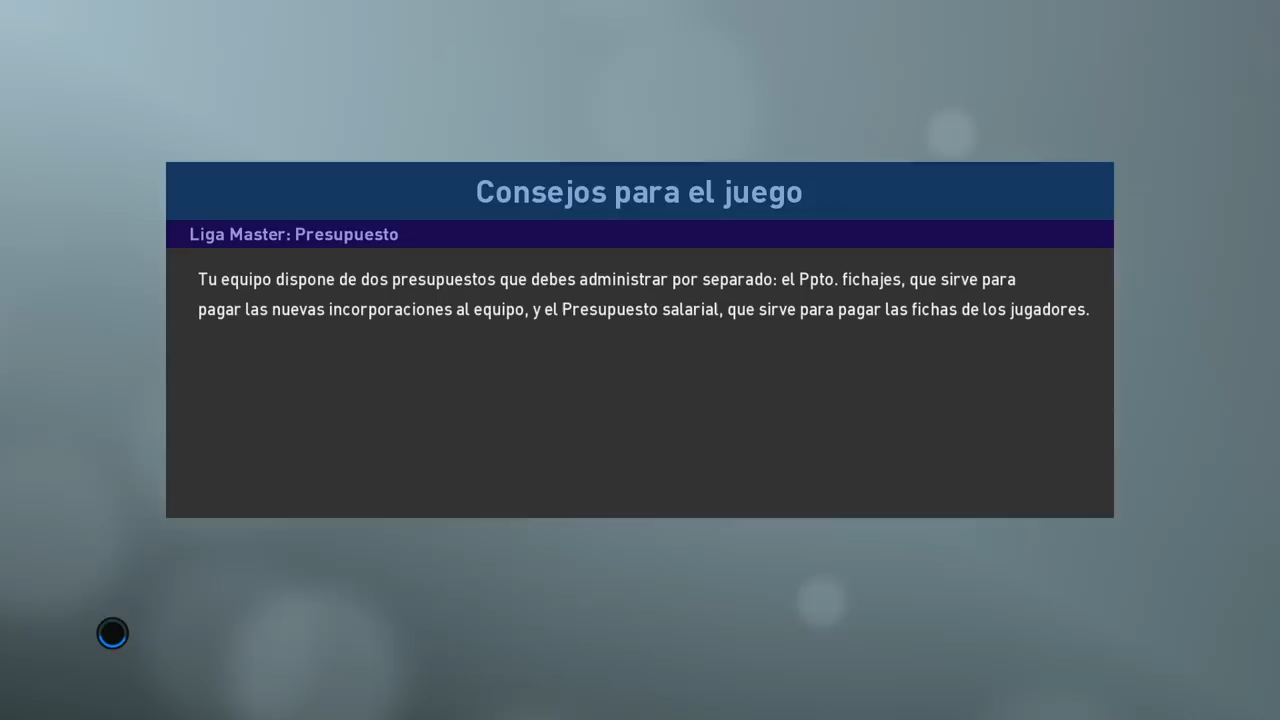 Consejos para el juego
Liga Master: Presupuesto
Tu equipo dispone de dos presupuestos que debes administrar por separado: el Ppto. fichajes, que sirve para
pagar las nuevas incorporaciones al equipo, y el Presupuesto salarial, que sirve para pagar las fichas de los jugadores.